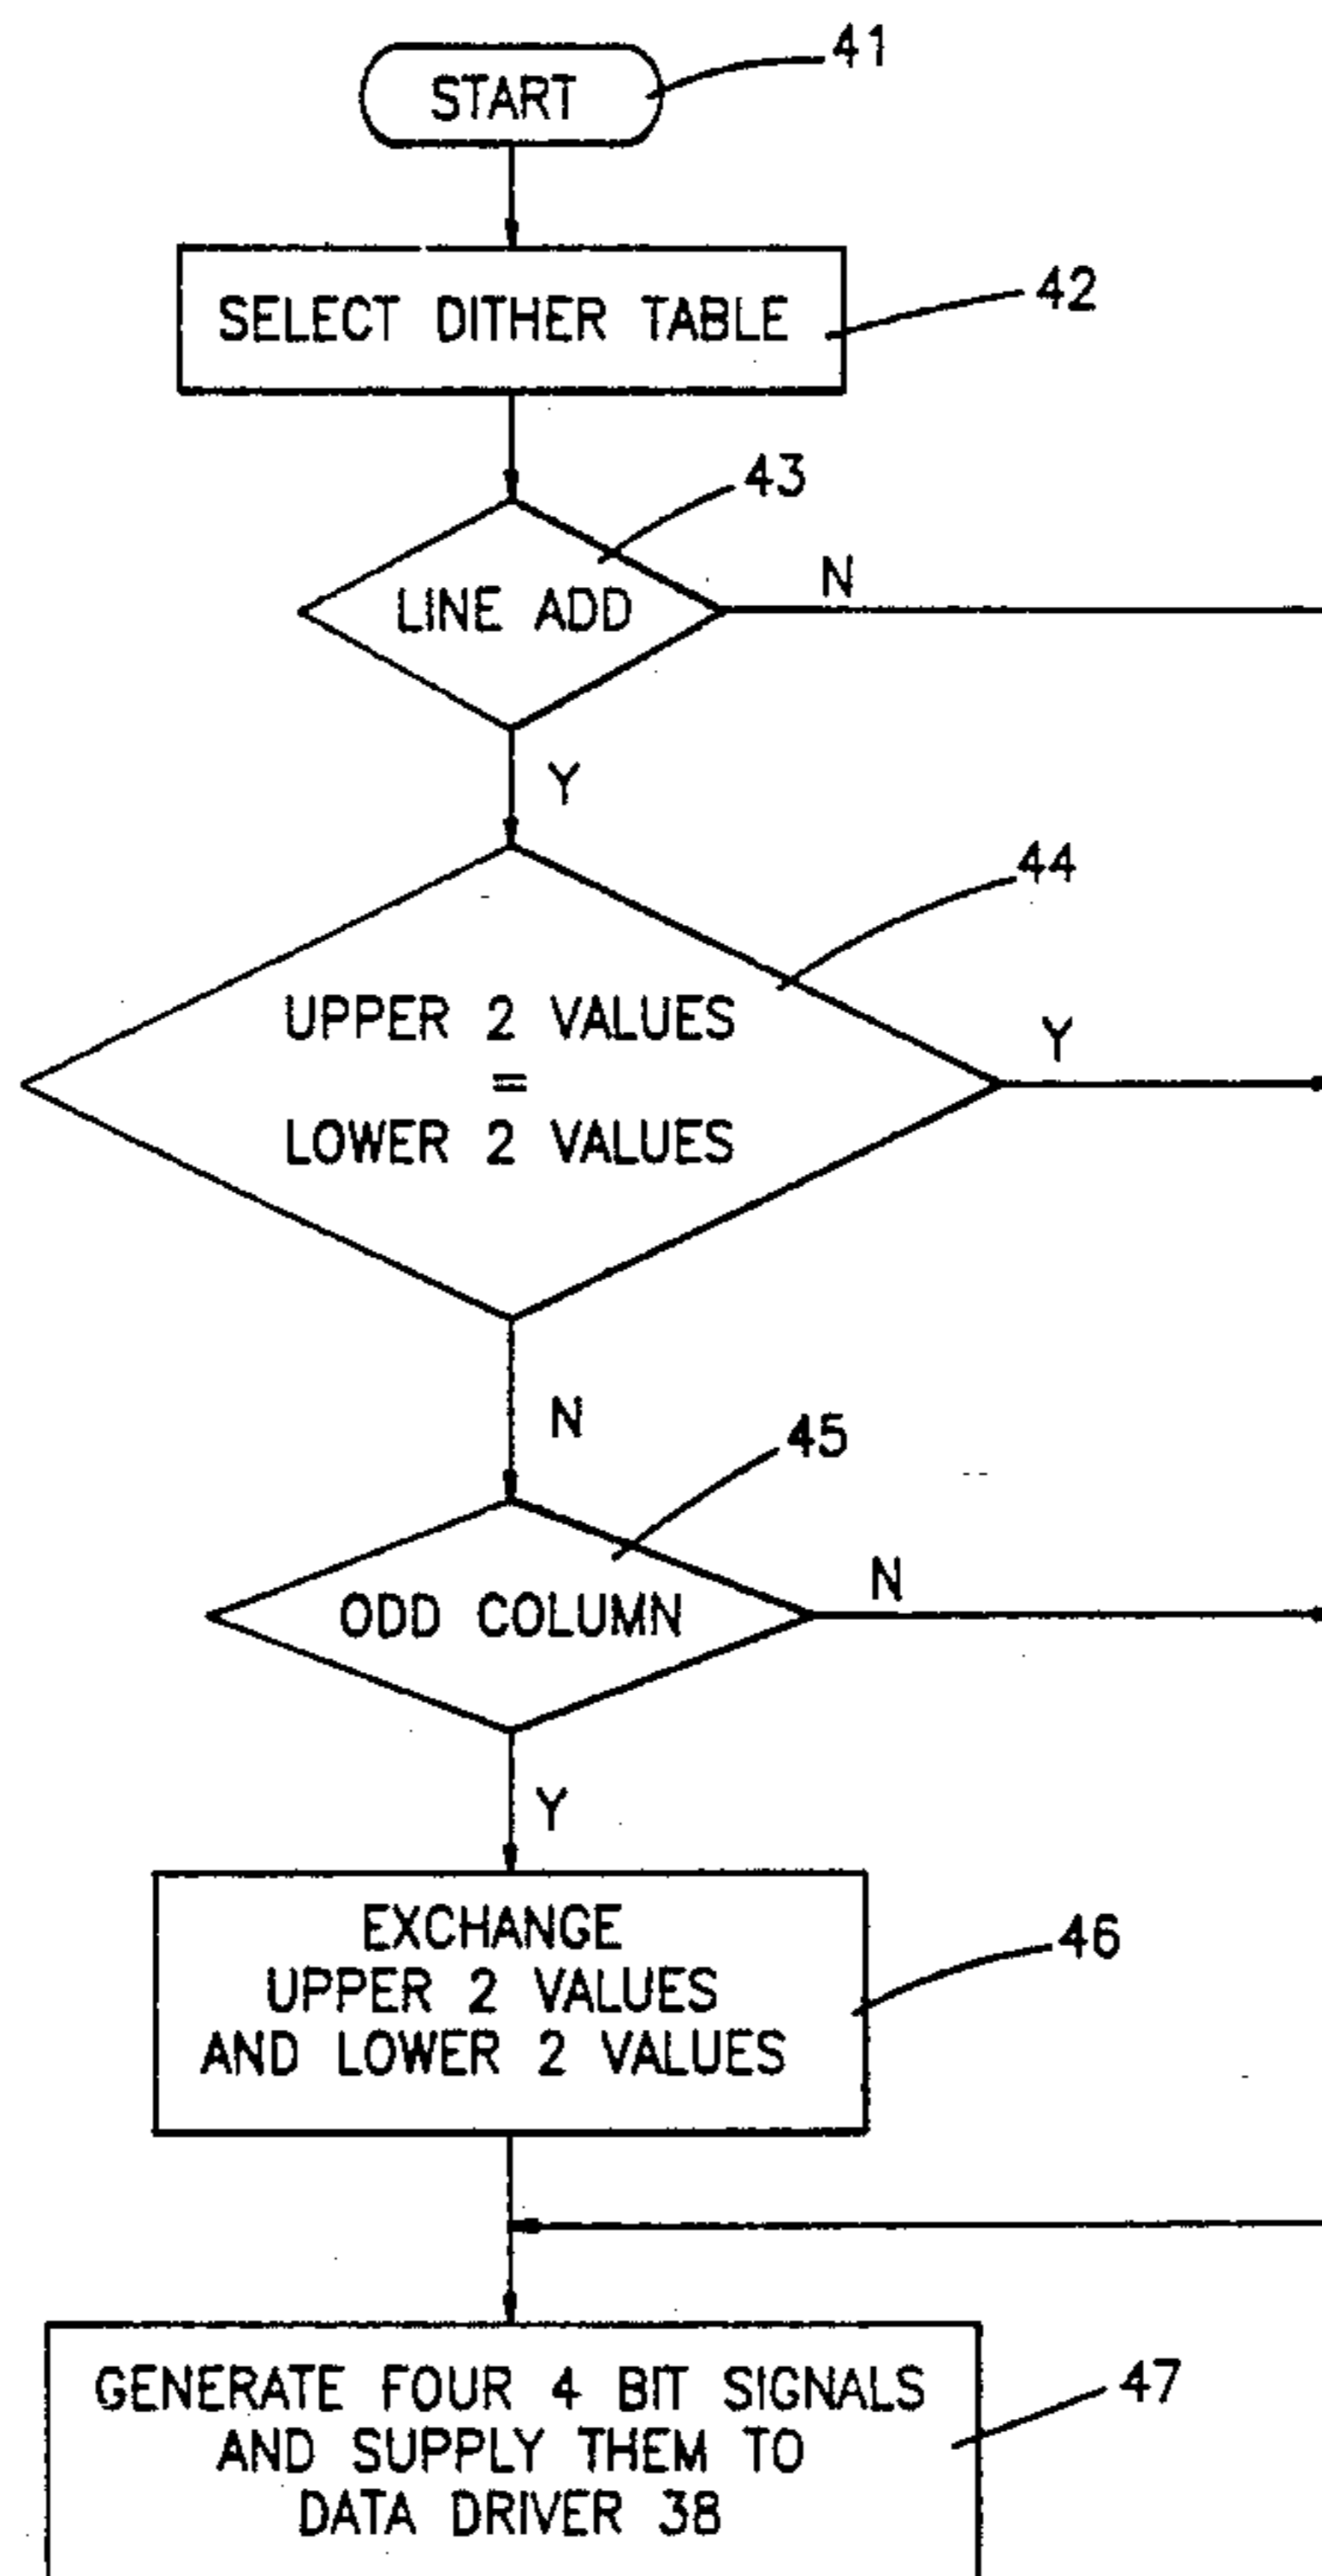 41
START
42
SELECT DITHER TABLE
43
LINE ADD
N
Y
44
UPPER 2 VALUES
=
LOWER 2 VALUES
Y
N
45
ODD COLUMN
N
Y
46
EXCHANGE
UPPER 2 VALUES
AND LOWER 2 VALUES
47
GENERATE FOUR 4 BIT SIGNALS
AND SUPPLY THEM TO
DATA DRIVER 38